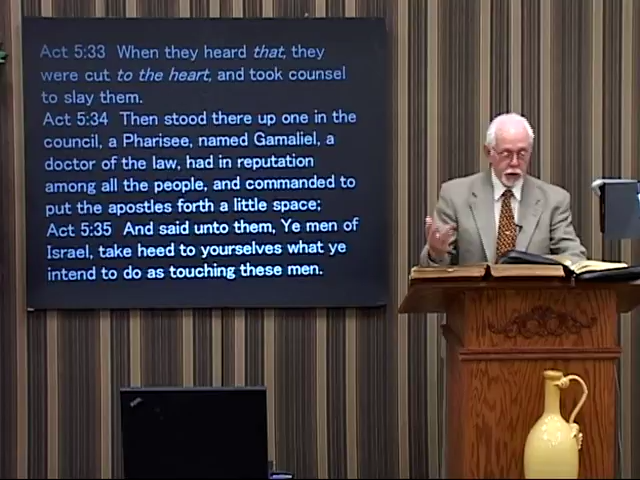 Act 5:33 When they heard that, they
were cut to the heart, and took counsel
to slay them.
Act 5:34 Then stood there up one in the
council, a Pharisee, named Gamaliel, a
doctor of the law, had in reputation
among all the people, and commanded to
put the apostles forth a little space;
Act 5:35 And said unto them, Ye men of
Israel, take heed to yourselves what ye
intend to do as touching these men.